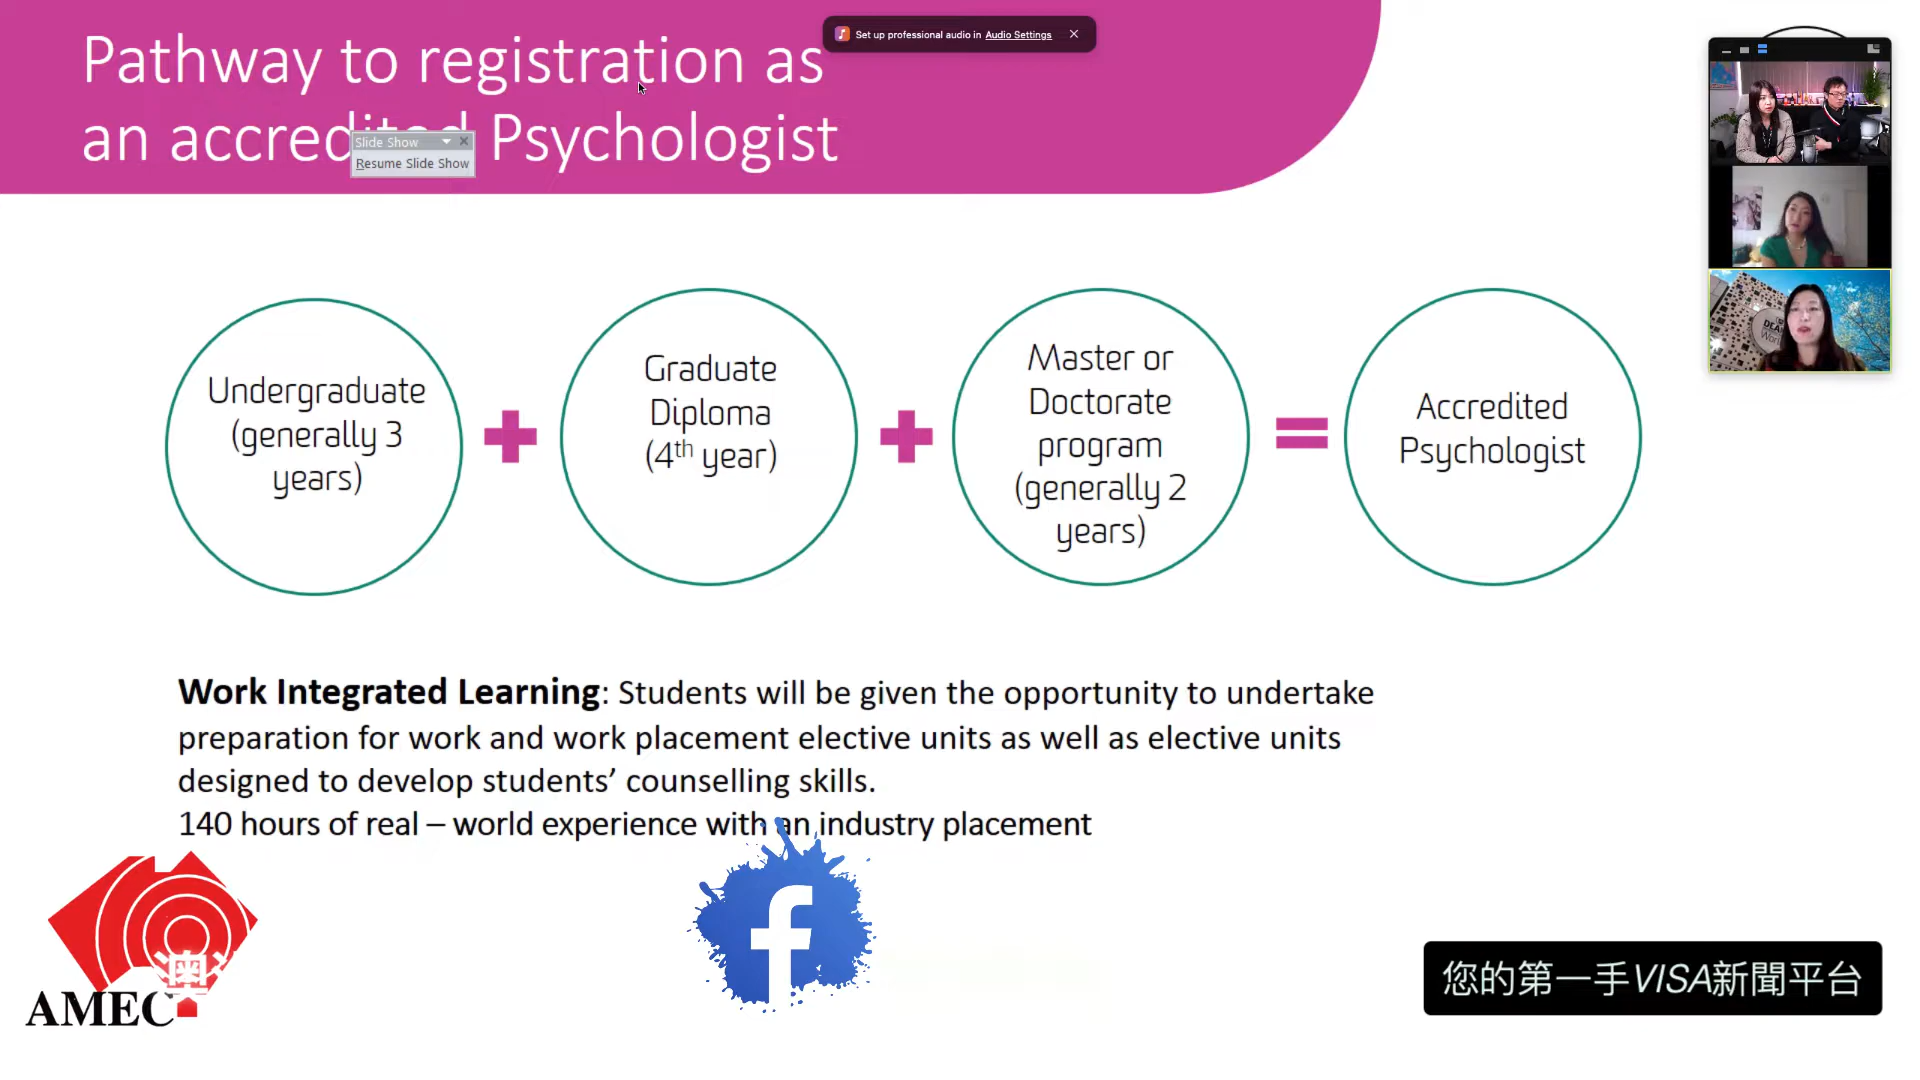 Pathway to registration as
an accredited Psychologist
Set up professional audio in Audio Settings
Slide Show
Resume Slide Show
Undergraduate
(generally 3
years)
Graduate
Diploma
(4th year)
Master or
Doctorate
program
(generally 2
years)
Accredited
Psychologist
Work Integrated Learning: Students will be given the opportunity to undertake
preparation for work and work placement elective units as well as elective units
designed to develop students’ counselling skills.
140 hours of real – world experience with an industry placement
澳
AMEC
您的第一手VISA新聞平台